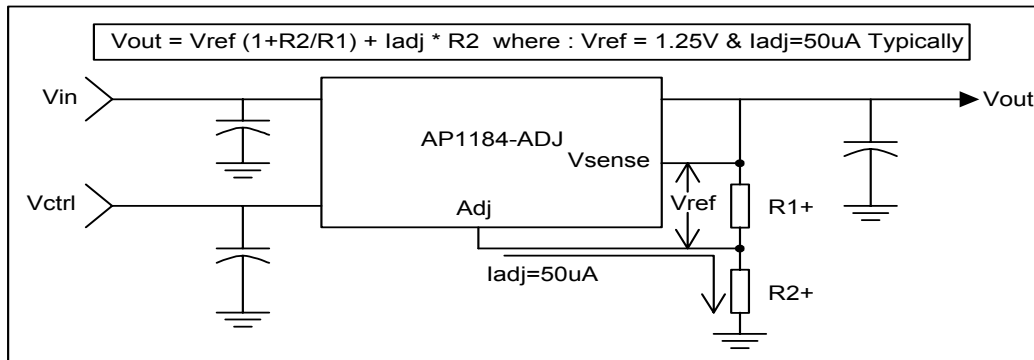 Vout = Vref (1+R2/R1) + Iadj * R2 where : Vref = 1.25V & Iadj=50uA Typically
Vin
Vout
AP1184-ADJ
Vsense
Vctrl
Adj
Vref
R1+
Iadj=50uA
R2+